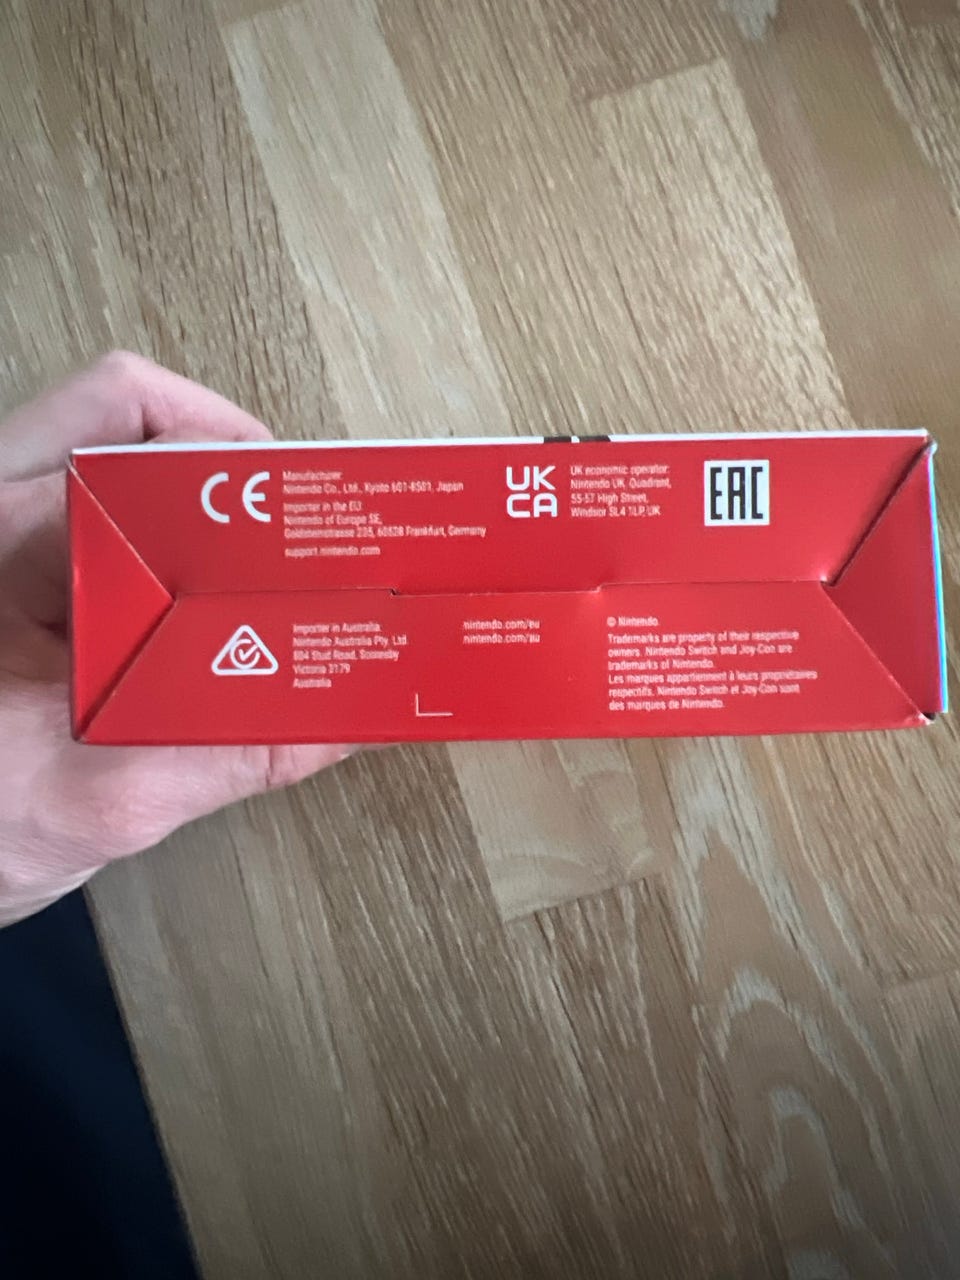 CE
Manufacturer:
Nintendo Co., Ltd., Kyoto 601-8501, Japan
Importer in the EU:
Nintendo of Europe SE,
Goldsteinstrasse 235, 60528 Frankfurt, Germany
support.nintendo.com
UK
CA
UK economic operator:
Nintendo UK, Quadrant,
55-57 High Street,
Windsor SL4 1LP, UK
EAC
Importer in Australia:
Nintendo Australia Pty. Ltd.
804 Stud Road, Scoresby
Victoria 3179
Australia
nintendo.com/eu
nintendo.com/au
© Nintendo
Trademarks are property of their respective
owners. Nintendo Switch and Joy-Con are
trademarks of Nintendo.
Les marques appartiennent à leurs propriétaires
respectifs. Nintendo Switch et Joy-Con sont
des marques de Nintendo.